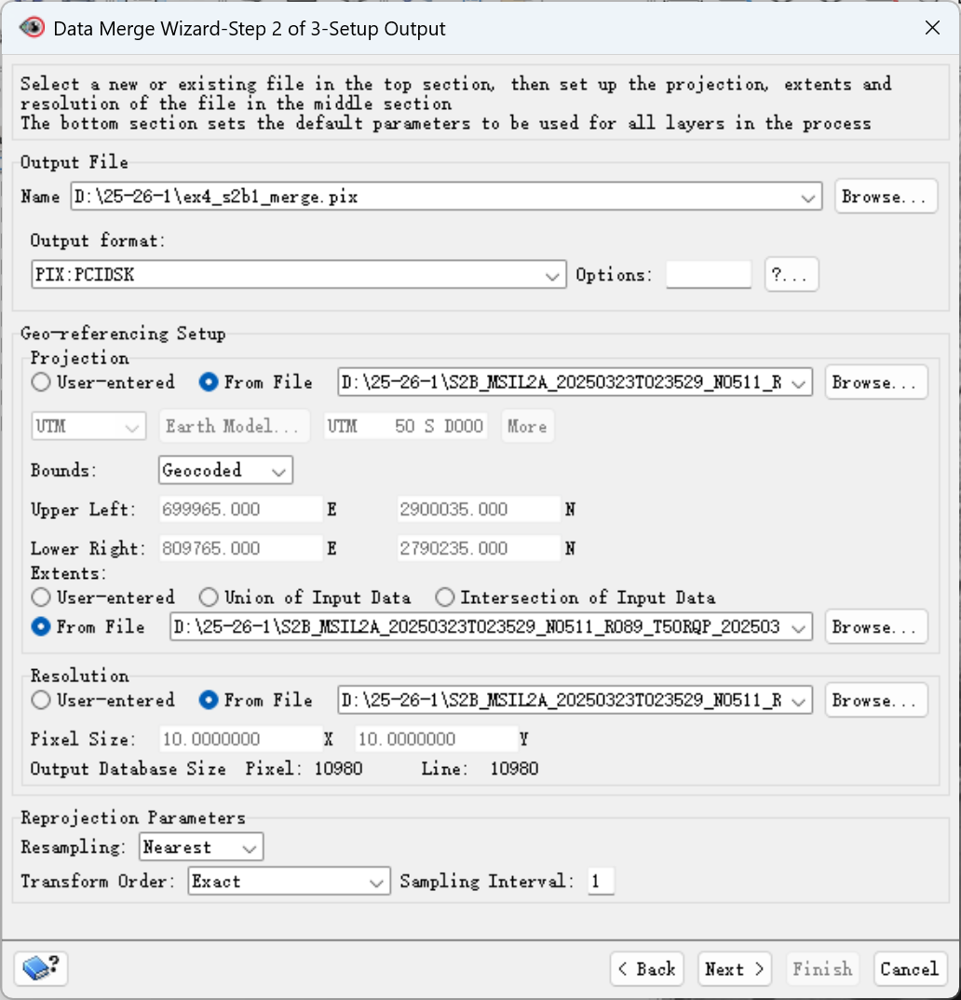 Data Merge Wizard-Step 2 of 3-Setup Output
Select a new or existing file in the top section, then set up the projection, extents and
resolution of the file in the middle section
The bottom section sets the default parameters to be used for all layers in the process
Output File
Name D:\25-26-1\ex4_s2b1_merge.pix Browse...
Output format:
PIX:PCIDSK Options: ?...
Geo-referencing Setup
Projection
User-entered From File D:\25-26-1\S2B_MSIL2A_20250323T023529_N0511_R Browse...
UTM Earth Model... UTM 50 S D000 More
Bounds: Geocoded
Upper Left: 699965.000 E 2900035.000 N
Lower Right: 809765.000 E 2790235.000 N
Extents:
User-entered Union of Input Data Intersection of Input Data
From File D:\25-26-1\S2B_MSIL2A_20250323T023529_N0511_R089_T50RQP_202503 Browse...
Resolution
User-entered From File D:\25-26-1\S2B_MSIL2A_20250323T023529_N0511_R Browse...
Pixel Size: 10.0000000 X 10.0000000 Y
Output Database Size Pixel: 10980 Line: 10980
Reprojection Parameters
Resampling: Nearest
Transform Order: Exact Sampling Interval: 1
? < Back Next > Finish Cancel